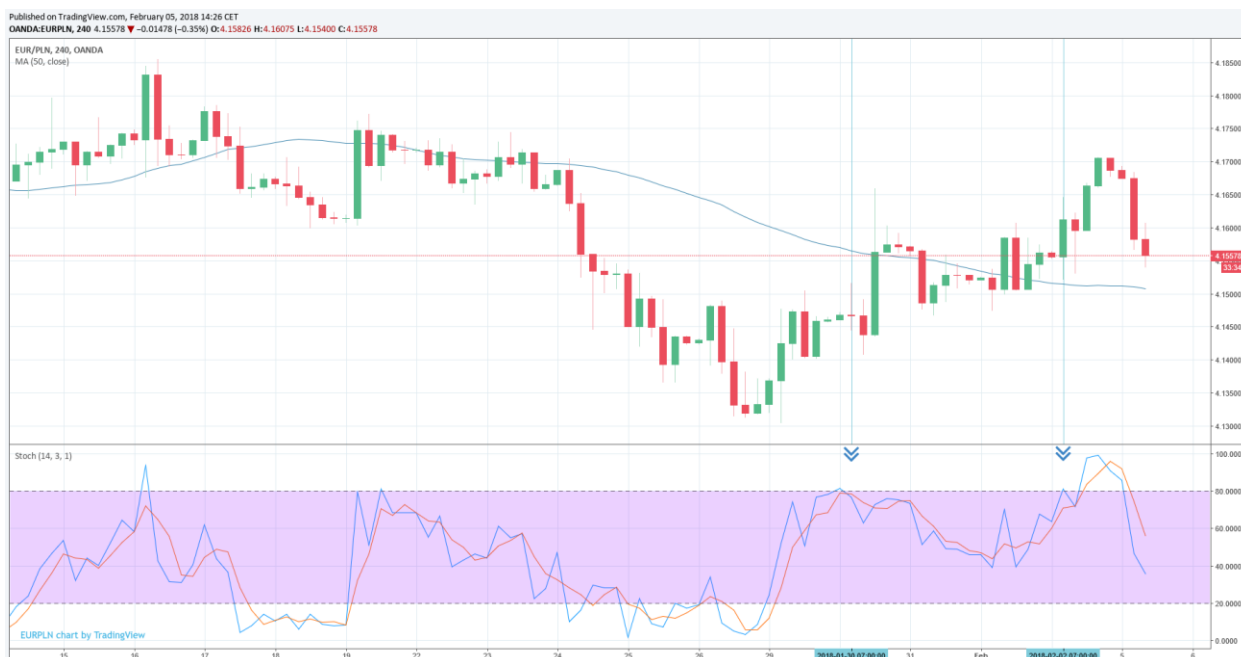 Published on TradingView.com, February 05, 2018 14:26 CET
OANDA:EURPLN, 240 4.15578 ▼ −0.01478 (−0.35%) O:4.15826 H:4.16075 L:4.15400 C:4.15578
EUR/PLN, 240, OANDA
MA (50, close)
4.18500
4.18000
4.17500
4.17000
4.16500
4.16000
4.15578
33:34
4.15000
4.14500
4.14000
4.13500
4.13000
Stoch (14, 3, 1)
100.0000
80.0000
60.0000
40.0000
20.0000
0.0000
EURPLN chart by TradingView
15 16 17 18 19 22 23 24 25 26 29 2018-01-30 07:00:00 31 Feb 2018-02-02 07:00:00 5 6